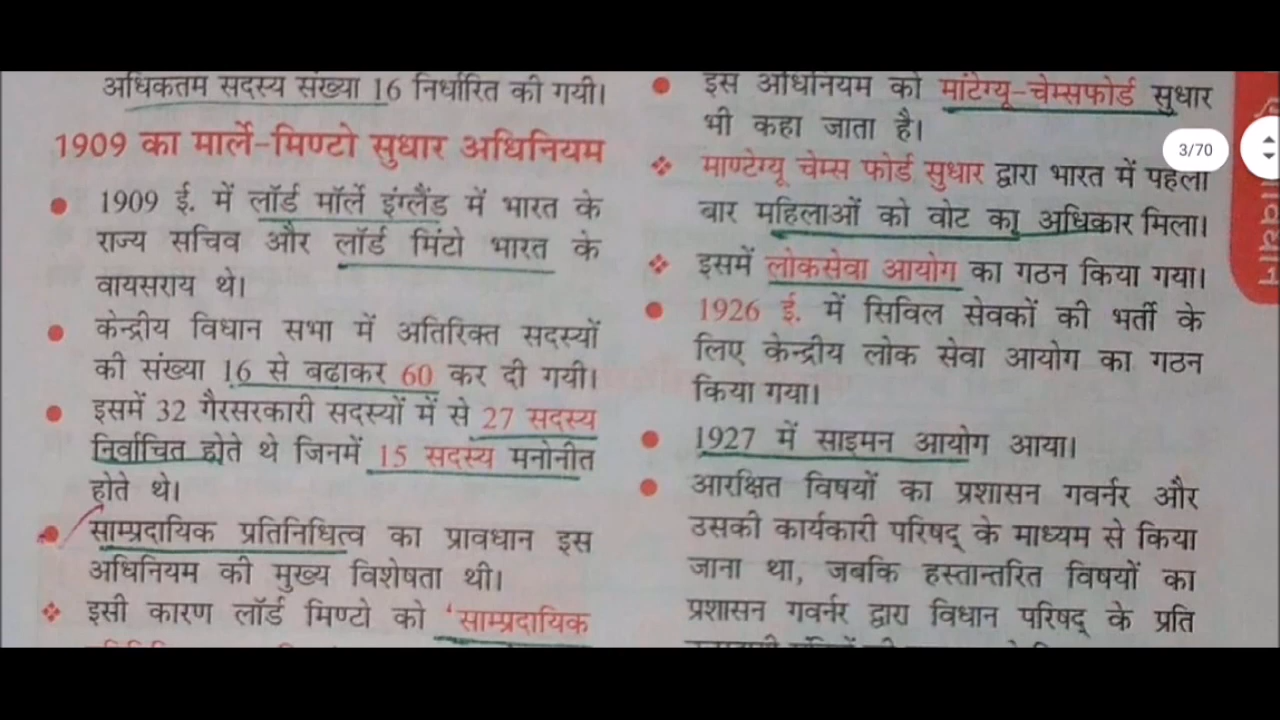 अधिकतम सदस्य संख्या 16 निर्धारित की गयी।
1909 का मार्ले-मिण्टो सुधार अधिनियम
1909 ई. में लॉर्ड मॉर्ले इंग्लैंड में भारत के
राज्य सचिव और लॉर्ड मिंटो भारत के
वायसराय थे।
केन्द्रीय विधान सभा में अतिरिक्त सदस्यों
की संख्या 16 से बढ़ाकर 60 कर दी गयी।
इसमें 32 गैरसरकारी सदस्यों में से 27 सदस्य
निर्वाचित होते थे जिनमें 15 सदस्य मनोनीत
होते थे।
साम्प्रदायिक प्रतिनिधित्व का प्रावधान इस
अधिनियम की मुख्य विशेषता थी।
इसी कारण लॉर्ड मिण्टो को ‘साम्प्रदायिक
इस अधिनियम को मांटेग्यू-चेम्सफोर्ड सुधार
भी कहा जाता है।
माण्टेग्यू चेम्स फोर्ड सुधार द्वारा भारत में पहली
बार महिलाओं को वोट का अधिकार मिला।
इसमें लोकसेवा आयोग का गठन किया गया।
1926 ई. में सिविल सेवकों की भर्ती के
लिए केन्द्रीय लोक सेवा आयोग का गठन
किया गया।
1927 में साइमन आयोग आया।
आरक्षित विषयों का प्रशासन गवर्नर और
उसकी कार्यकारी परिषद् के माध्यम से किया
जाना था, जबकि हस्तान्तरित विषयों का
प्रशासन गवर्नर द्वारा विधान परिषद् के प्रति
3/70